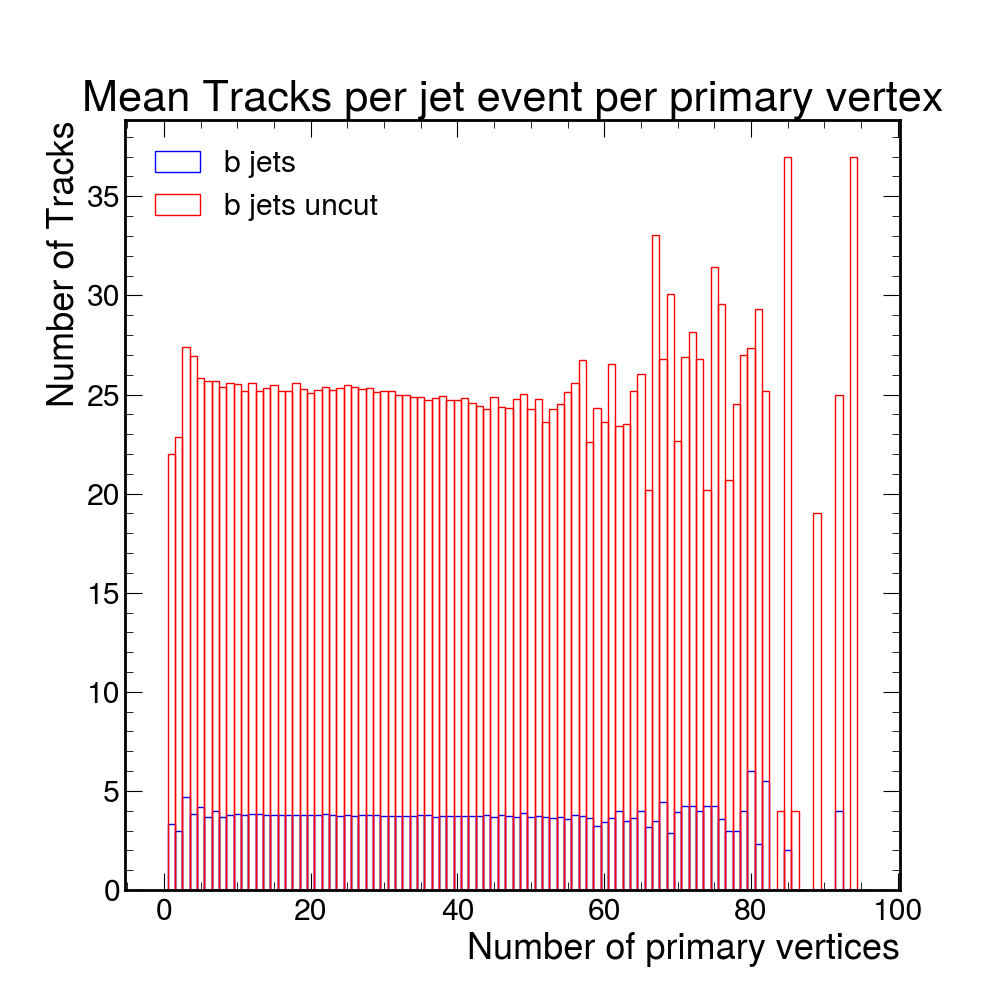 Mean Tracks per jet event per primary vertex
Number of Tracks
b jets
b jets uncut
35
30
25
20
15
10
5
0
0 20 40 60 80 100
Number of primary vertices